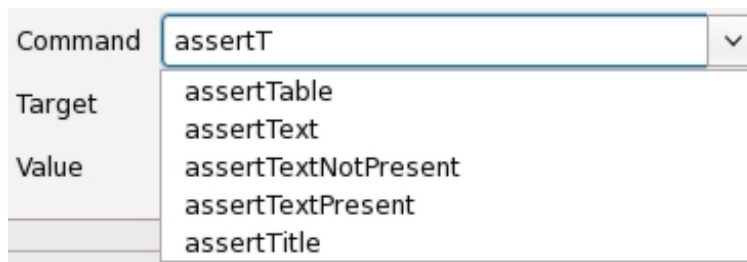 Command assertT
assertTable
Target
assertText
Value assertTextNotPresent
assertTextPresent
assertTitle